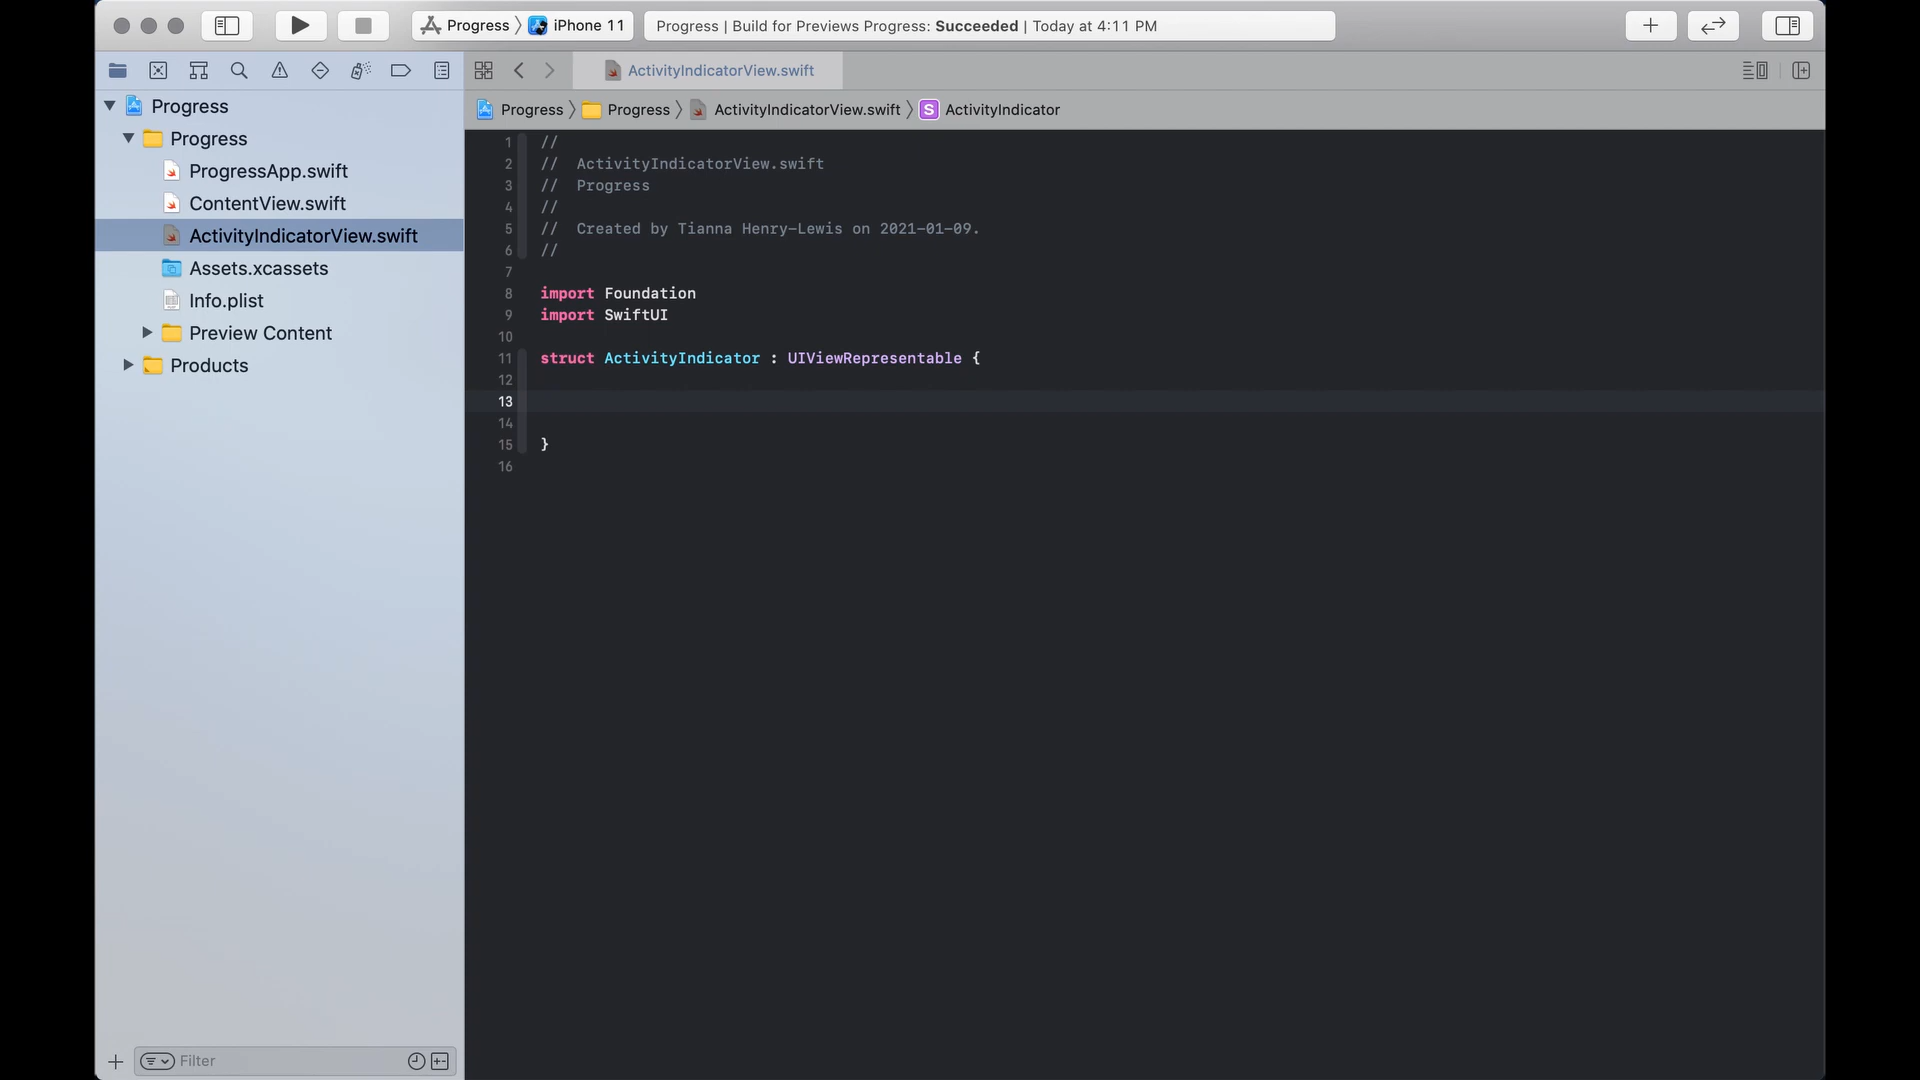 Progress 〉 iPhone 11
Progress | Build for Previews Progress: Succeeded | Today at 4:11 PM
ActivityIndicatorView.swift
Progress 〉 Progress 〉 ActivityIndicatorView.swift 〉 S ActivityIndicator
Progress
Progress
ProgressApp.swift
ContentView.swift
ActivityIndicatorView.swift
Assets.xcassets
Info.plist
Preview Content
Products
Filter
1 //
2 //  ActivityIndicatorView.swift
3 //  Progress
4 //
5 //  Created by Tianna Henry-Lewis on 2021-01-09.
6 //
7
8 import Foundation
9 import SwiftUI
10
11 struct ActivityIndicator : UIViewRepresentable {
12
13
14
15 }
16